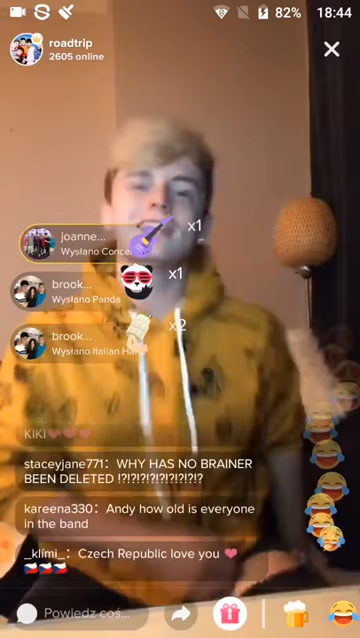 82% 18:44
roadtrip
2605 online
joanne... x1
Wysłano Conce
brook... x1
Wysłano Panda
brook... x2
Wysłano Italian Han
KIKI❤❤❤
staceyjane771: WHY HAS NO BRAINER
BEEN DELETED !?!?!?!?!?!?!?!?!?
kareena330: Andy how old is everyone
in the band
_klimi_: Czech Republic love you ❤
🇨🇿🇨🇿🇨🇿
Powiedz coś...